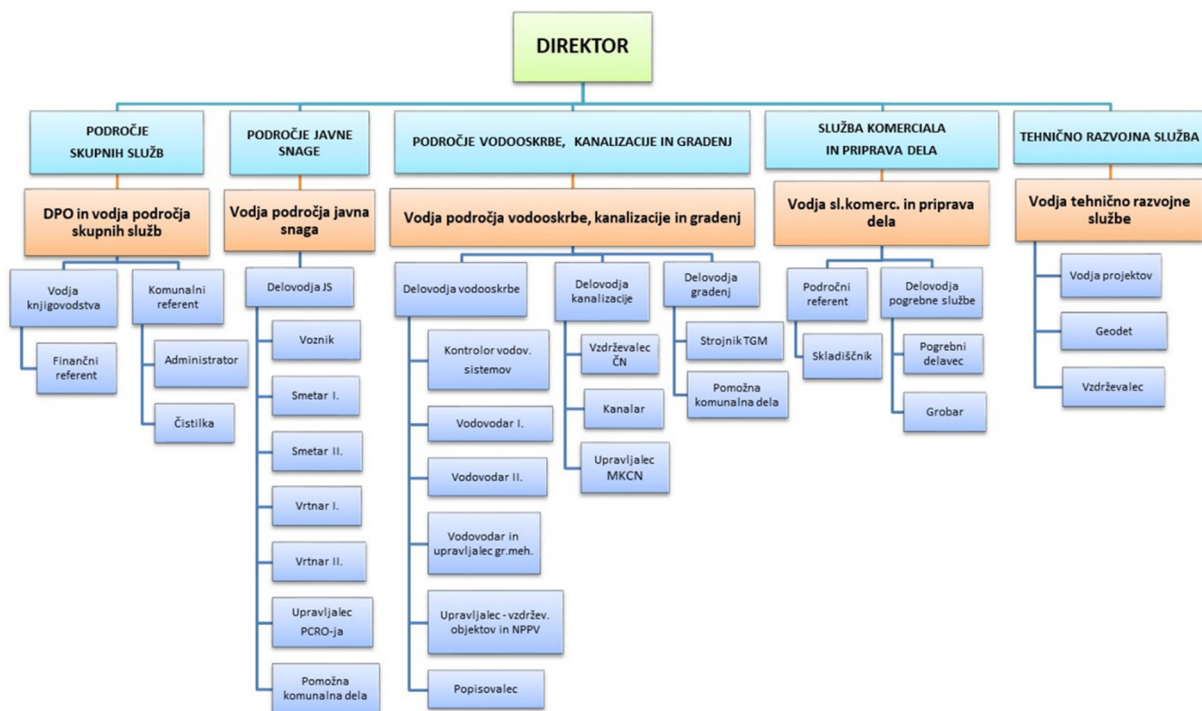 DIREKTOR
PODROČJE
SKUPNIH SLUŽB
PODROČJE JAVNE
SNAGE
PODROČJE VODOOSKRBE, KANALIZACIJE IN GRADENJ
SLUŽBA KOMERCIALA
IN PRIPRAVA DELA
TEHNIČNO RAZVOJNA SLUŽBA
DPO in vodja področja
skupnih služb
Vodja področja javna
snaga
Vodja področja vodooskrbe, kanalizacije in gradenj
Vodja sl.komerc. in priprava
dela
Vodja tehnično razvojne
službe
Vodja
knjigovodstva
Finančni
referent
Komunalni
referent
Administrator
Čistilka
Delovodja JS
Voznik
Smetar I.
Smetar II.
Vrtnar I.
Vrtnar II.
Upravljalec
PCRO-ja
Pomožna
komunalna dela
Delovodja vodooskrbe
Kontrolor vodov.
sistemov
Vodovodar I.
Vodovodar II.
Vodovodar in
upravljalec gr.meh.
Upravljalec - vzdržev.
objektov in NPPV
Popisovalec
Delovodja
kanalizacije
Vzdrževalec
ČN
Kanalar
Upravljalec
MKCN
Delovodja
gradenj
Strojnik TGM
Pomožna
komunalna dela
Področni
referent
Skladiščnik
Delovodja
pogrebne službe
Pogrebni
delavec
Grobar
Vodja projektov
Geodet
Vzdrževalec